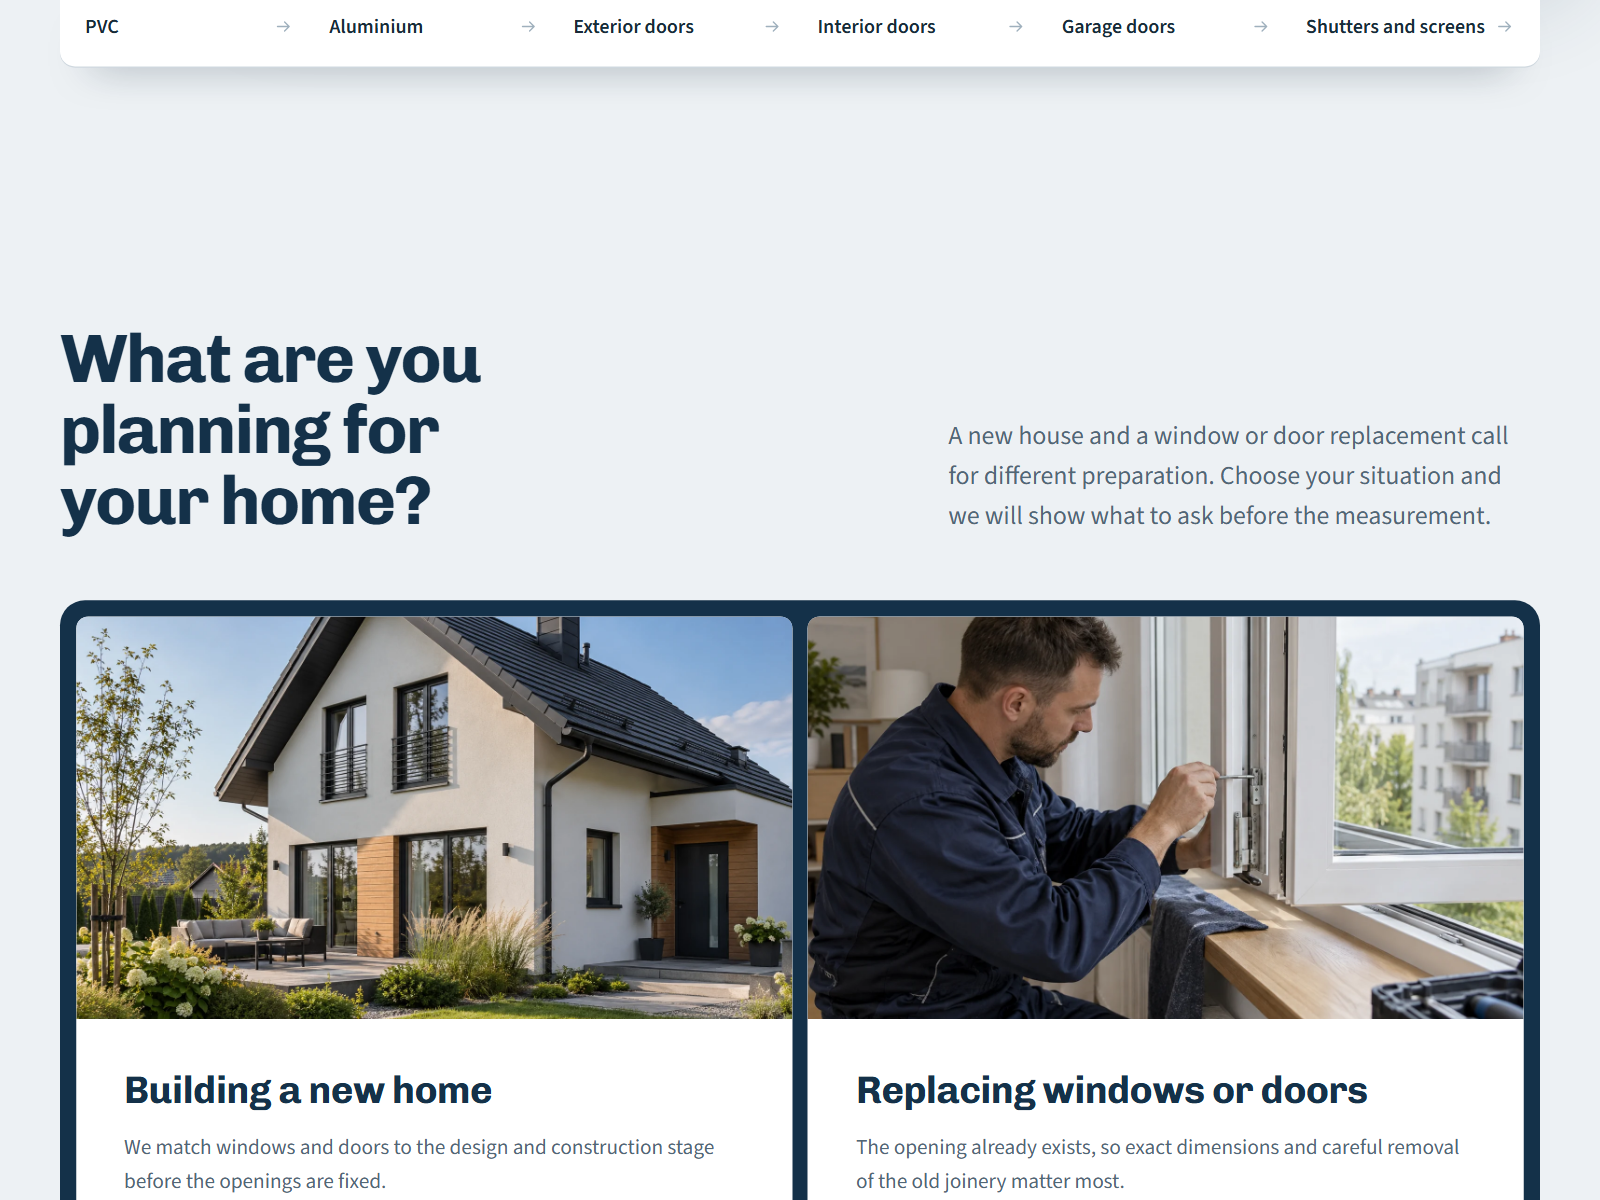 PVC
Aluminium
Exterior doors
Interior doors
Garage doors
Shutters and screens
What are you
planning for
your home?
A new house and a window or door replacement call
for different preparation. Choose your situation and
we will show what to ask before the measurement.
Building a new home
We match windows and doors to the design and construction stage
before the openings are fixed.
Replacing windows or doors
The opening already exists, so exact dimensions and careful removal
of the old joinery matter most.